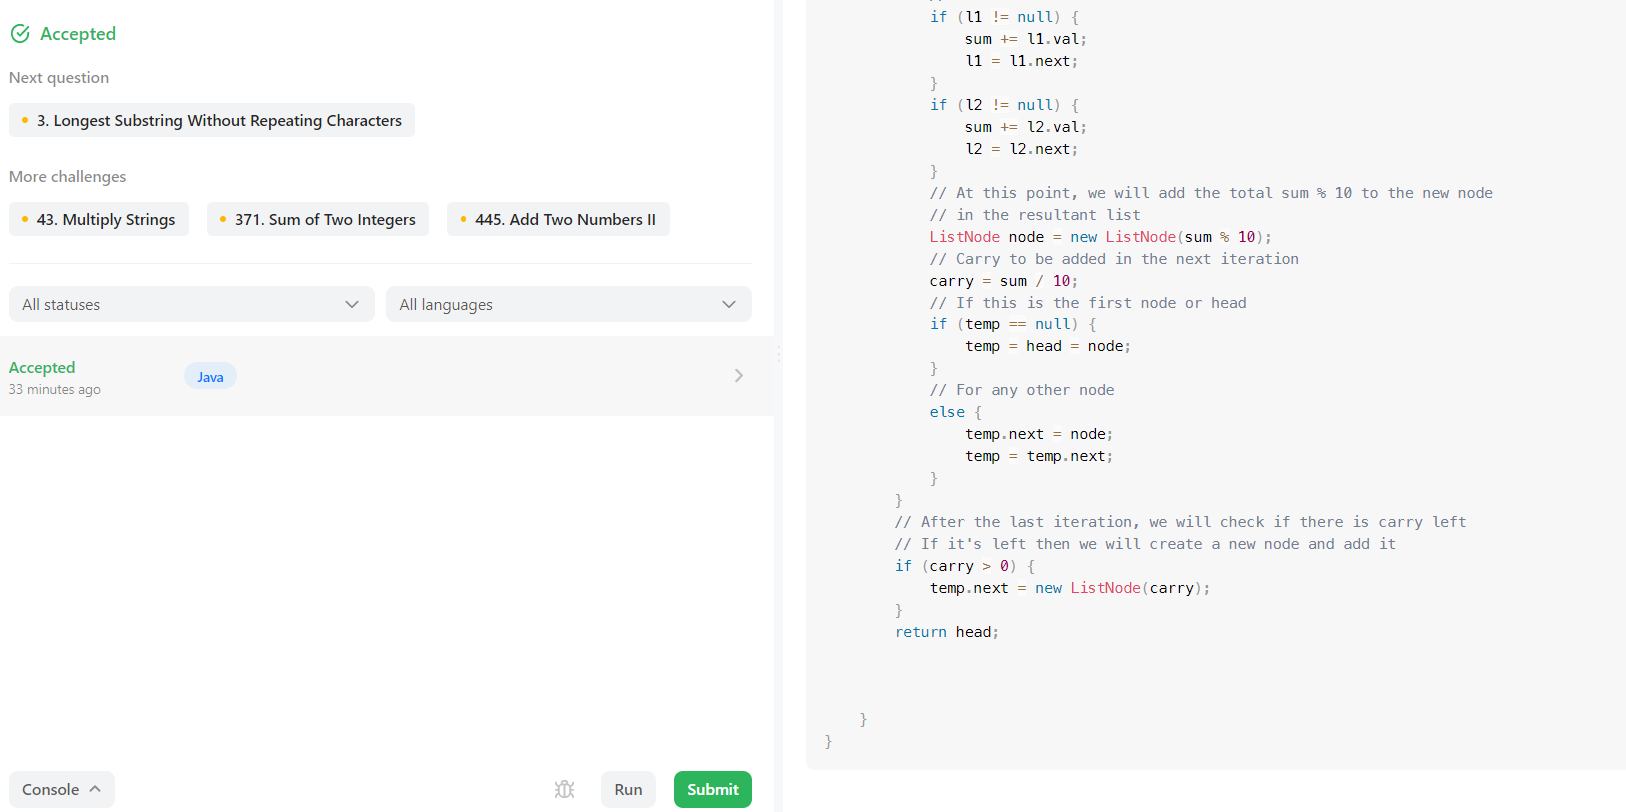 Accepted
Next question
3. Longest Substring Without Repeating Characters
More challenges
43. Multiply Strings
371. Sum of Two Integers
445. Add Two Numbers II
All statuses
All languages
Accepted
33 minutes ago
Java
Console
Run
Submit
if (l1 != null) {
sum += l1.val;
l1 = l1.next;
}
if (l2 != null) {
sum += l2.val;
l2 = l2.next;
}
// At this point, we will add the total sum % 10 to the new node
// in the resultant list
ListNode node = new ListNode(sum % 10);
// Carry to be added in the next iteration
carry = sum / 10;
// If this is the first node or head
if (temp == null) {
temp = head = node;
}
// For any other node
else {
temp.next = node;
temp = temp.next;
}
}
// After the last iteration, we will check if there is carry left
// If it's left then we will create a new node and add it
if (carry > 0) {
temp.next = new ListNode(carry);
}
return head;
}
}